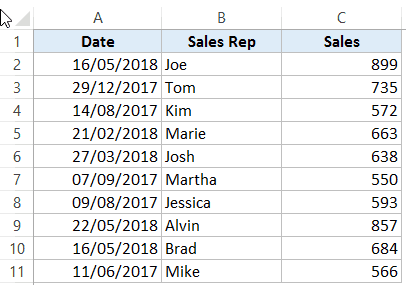 A B C
1 Date Sales Rep Sales
2 16/05/2018 Joe 899
3 29/12/2017 Tom 735
4 14/08/2017 Kim 572
5 21/02/2018 Marie 663
6 27/03/2018 Josh 638
7 07/09/2017 Martha 550
8 09/08/2017 Jessica 593
9 22/05/2018 Alvin 857
10 16/05/2018 Brad 684
11 11/06/2017 Mike 566